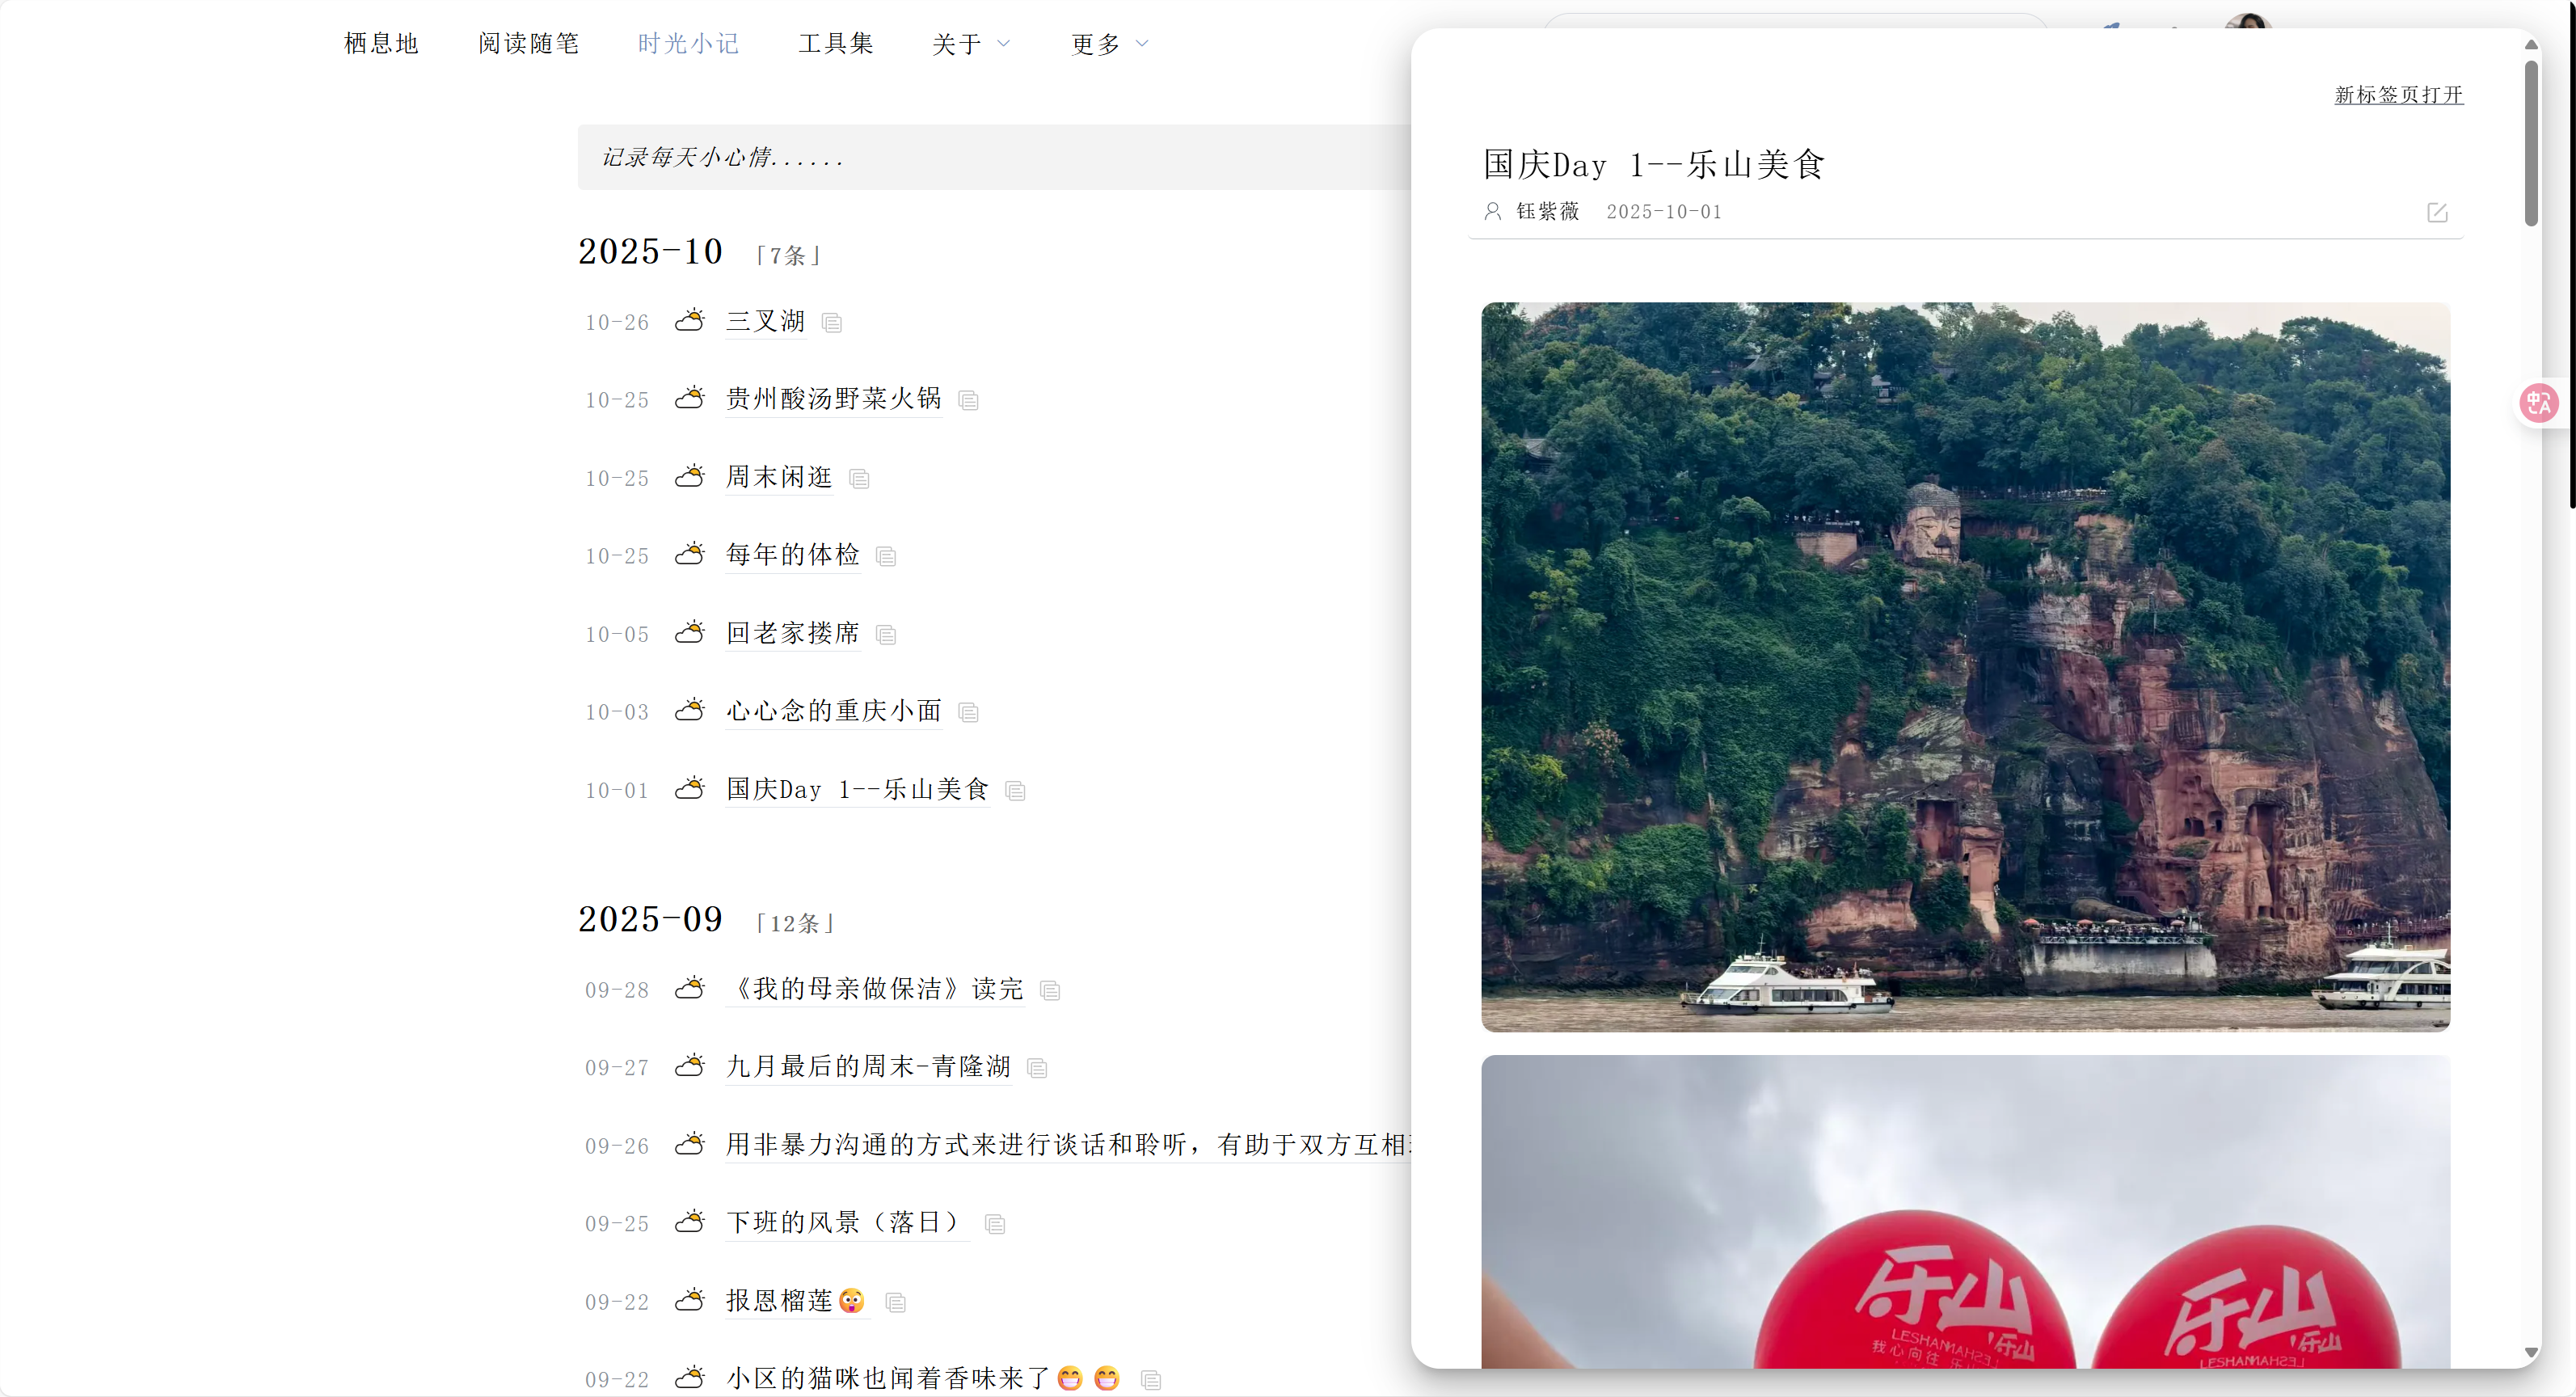 栖息地 阅读随笔 时光小记 工具集 关于 更多
记录每天小心情......
2025-10 「7条」
10-26 三叉湖
10-25 贵州酸汤野菜火锅
10-25 周末闲逛
10-25 每年的体检
10-05 回老家搂席
10-03 心心念的重庆小面
10-01 国庆Day 1--乐山美食
2025-09 「12条」
09-28 《我的母亲做保洁》读完
09-27 九月最后的周末-青隆湖
09-26 用非暴力沟通的方式来进行谈话和聆听，有助于双方互相
09-25 下班的风景（落日）
09-22 报恩榴莲😲
09-22 小区的猫咪也闻着香味来了😁😁
新标签页打开
国庆Day 1--乐山美食
钰紫薇 2025-10-01
中A
乐山
LESHAN
我心向往 乐山
乐山
乐山
LESHAN
乐山